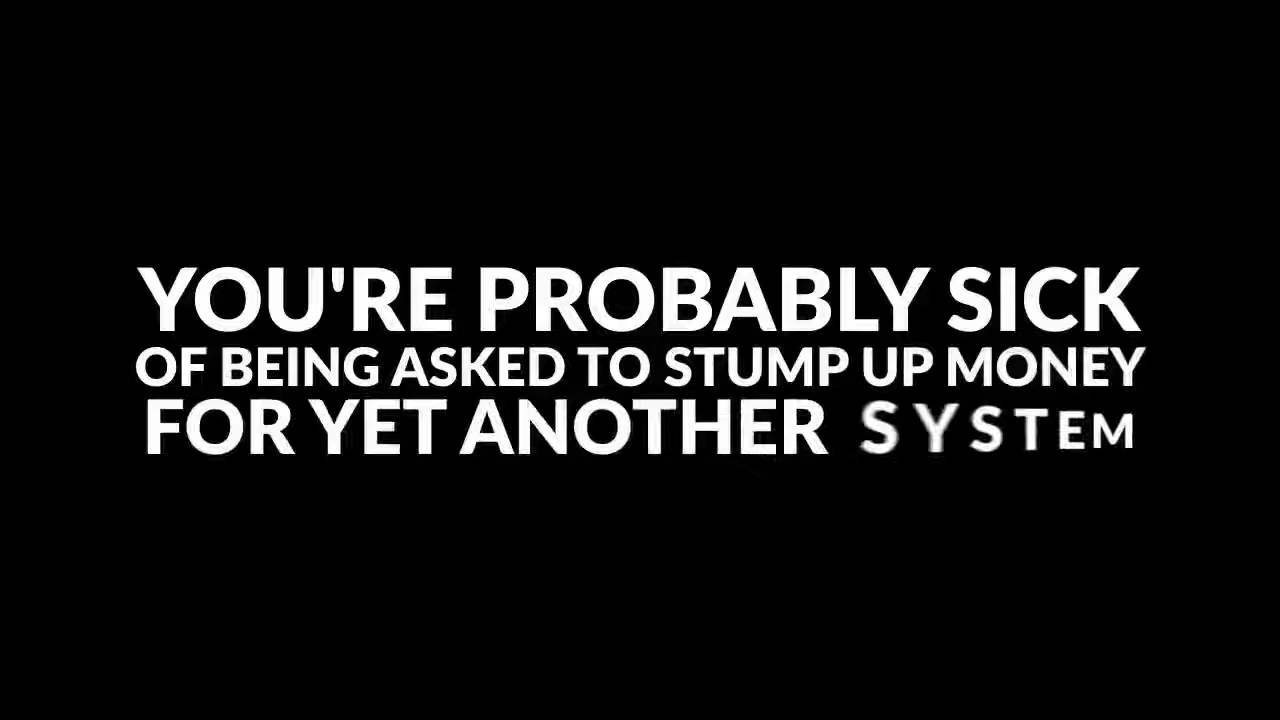 YOU'RE PROBABLY SICK
OF BEING ASKED TO STUMP UP MONEY
FOR YET ANOTHER SYSTEM